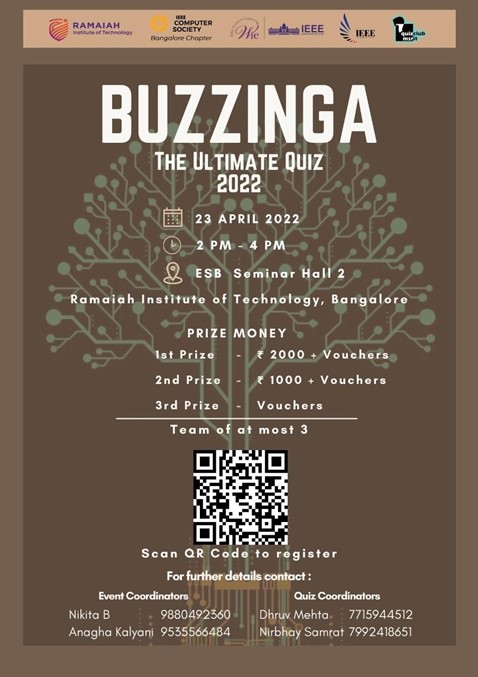 RAMAIAH
Institute of Technology
IEEE
COMPUTER
SOCIETY
Bangalore Chapter
Wie
IEEE
IEEE
quizclub
msrit
BUZZINGA
THE ULTIMATE QUIZ
2022
23 APRIL 2022
2 PM - 4 PM
ESB Seminar Hall 2
Ramaiah Institute of Technology, Bangalore
PRIZE MONEY
1st Prize - ₹ 2000 + Vouchers
2nd Prize - ₹ 1000 + Vouchers
3rd Prize - Vouchers
Team of at most 3
Scan QR Code to register
For further details contact :
Event Coordinators Quiz Coordinators
Nikita B 9880492360 Dhruv Mehta 7715944512
Anagha Kalyani 9535566484 Nirbhay Samrat 7992418651